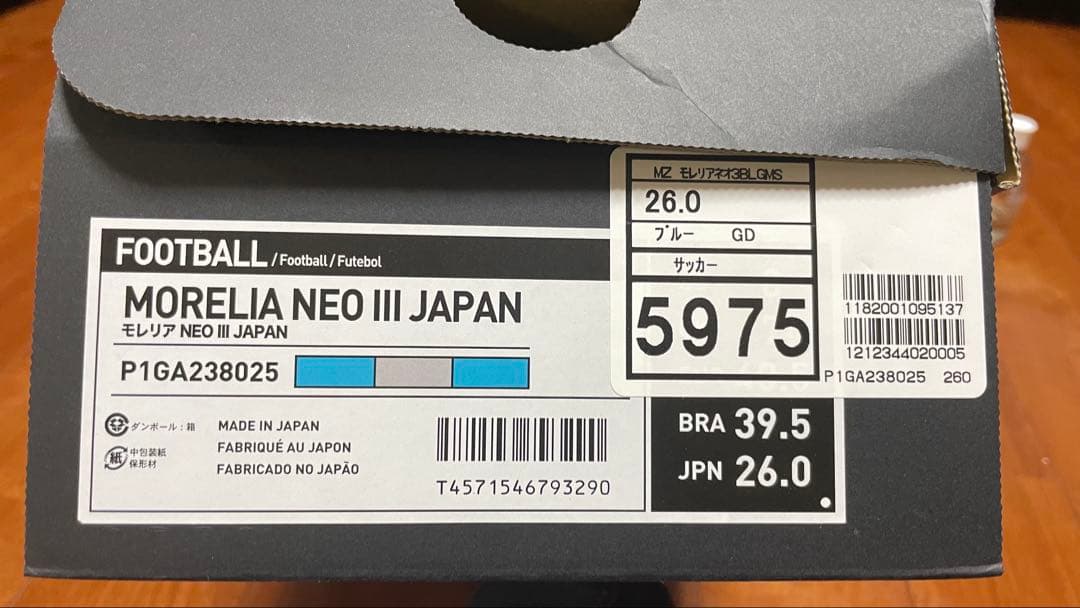 FOOTBALL / Football / Futebol
MORELIA NEO III JAPAN
モレリア NEO III JAPAN
P1GA238025
ダンボール：箱
紙
中包装紙
保形材
MADE IN JAPAN
FABRIQUÉ AU JAPON
FABRICADO NO JAPÃO
T4571546793290
MZ モレリアネオ3BLGMS
26.0
ブルー GD
サッカー
5975
1182001095137
1212344020005
P1GA238025 260
BRA 39.5
JPN 26.0